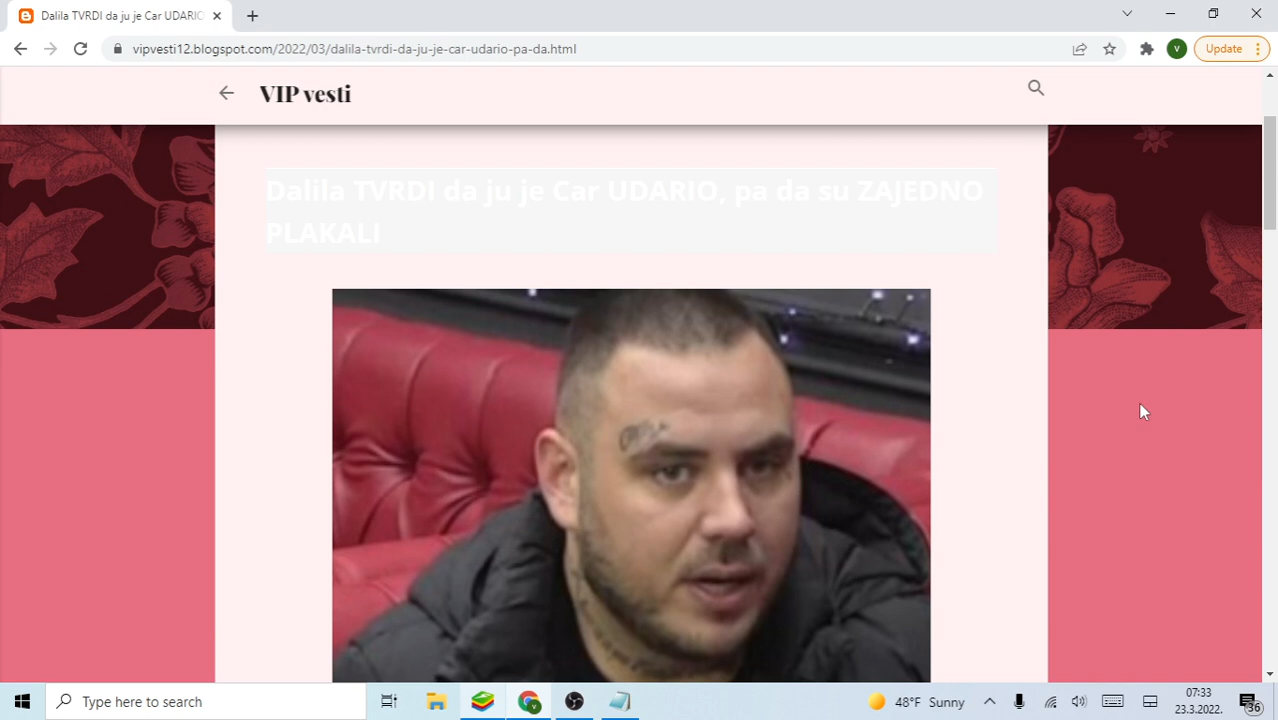 Dalila TVRDI da ju je Car UDARIO
vipvesti12.blogspot.com/2022/03/dalila-tvrdi-da-ju-je-car-udario-pa-da.html
V
Update
VIP vesti
Dalila TVRDI da ju je Car UDARIO, pa da su ZAJEDNO
PLAKALI
Type here to search
48°F Sunny
07:33
23.3.2022.
36